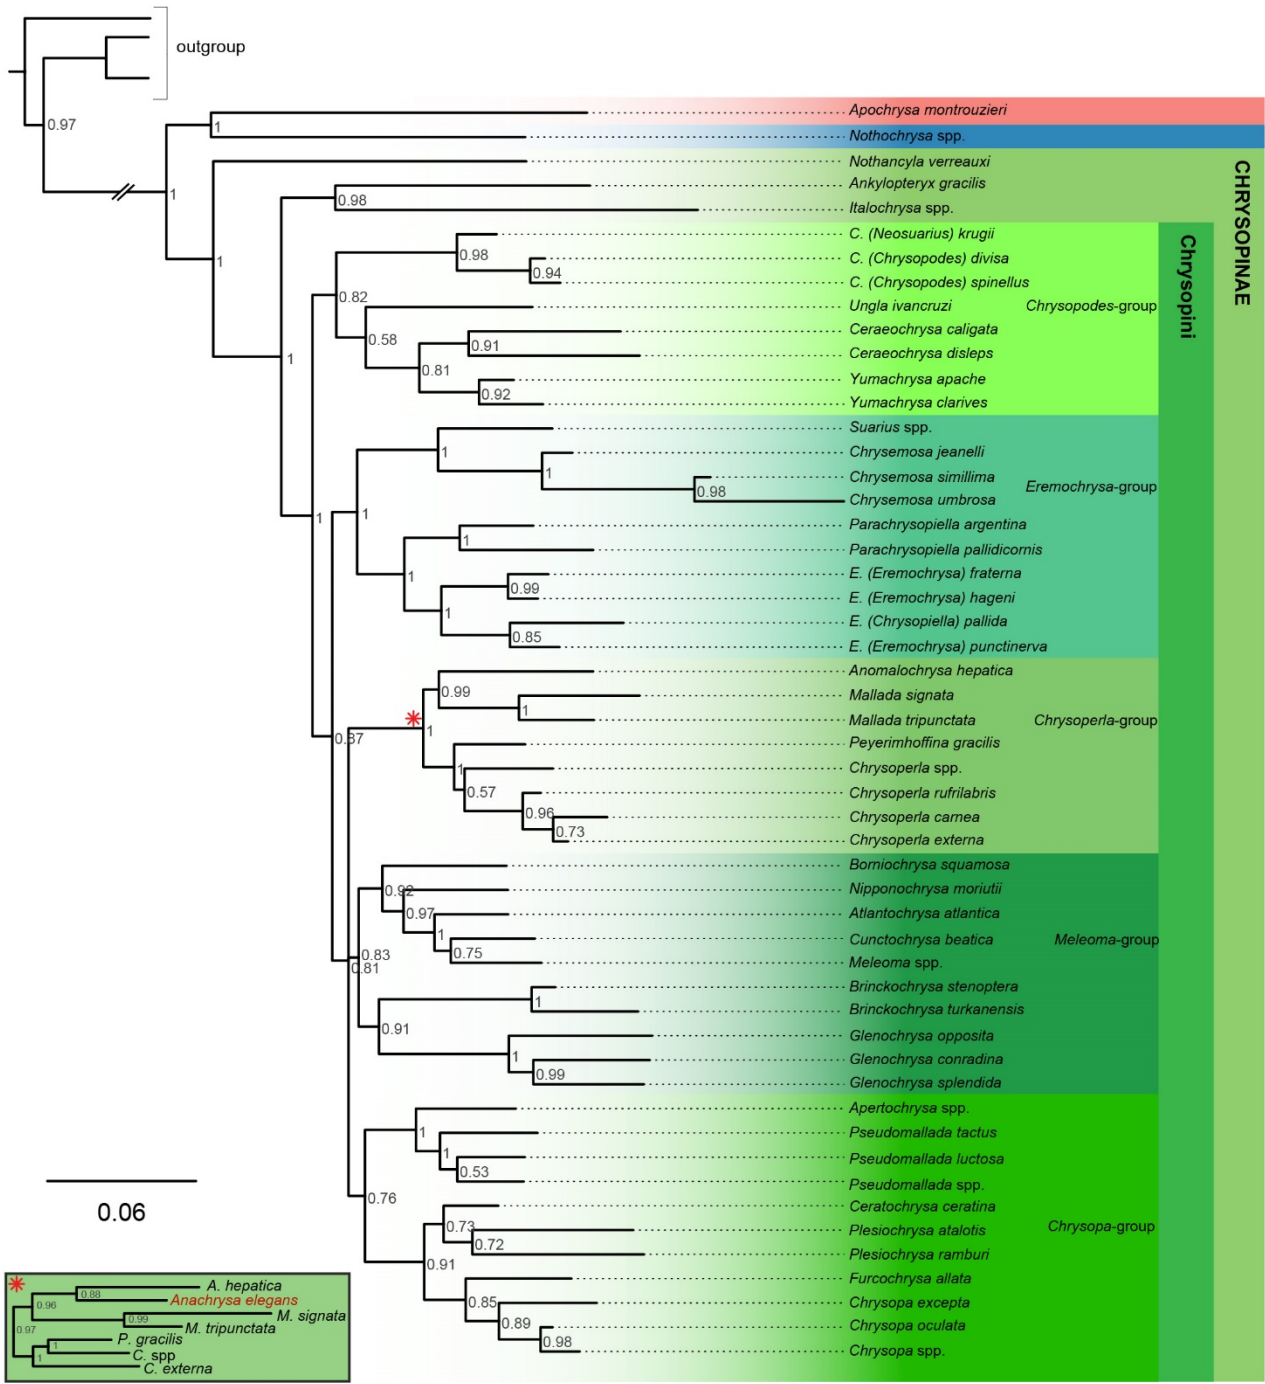 outgroup
0.97
Apochrysa montrouzieri
1
Nothochrysa spp.
1
Nothancyla verreauxi
1
Ankylopteryx gracilis
0.98
Italochrysa spp.
CHRYSOPINAE
Chrysopini
1
C. (Neosuarius) krugii
0.98
C. (Chrysopodes) divisa
0.94
C. (Chrysopodes) spinellus
0.82
Ungla ivancruzi
Chrysopodes-group
0.58
Ceraeochrysa caligata
0.91
Ceraeochrysa disleps
0.81
Yumachrysa apache
0.92
Yumachrysa clarives
1
Suarius spp.
1
Chrysemosa jeanelli
1
Chrysemosa simillima
0.98
Chrysemosa umbrosa
Eremochrysa-group
1
Parachrysopiella argentina
1
Parachrysopiella pallidicornis
1
E. (Eremochrysa) fraterna
0.99
E. (Eremochrysa) hageni
1
E. (Chrysopiella) pallida
0.85
E. (Eremochrysa) punctinerva
0.87
Anomalochrysa hepatica
0.99
Mallada signata
1
Mallada tripunctata
Chrysoperla-group
1
Peyerimhoffina gracilis
1
Chrysoperla spp.
0.57
Chrysoperla rufrilabris
0.96
Chrysoperla carnea
0.73
Chrysoperla externa
Borniochrysa squamosa
0.92
Nipponochrysa moriutii
0.97
Atlantochrysa atlantica
1
Cunctochrysa beatica
Meleoma-group
0.75
Meleoma spp.
0.83
0.81
Brinckochrysa stenoptera
1
Brinckochrysa turkanensis
0.91
Glenochrysa opposita
1
Glenochrysa conradina
0.99
Glenochrysa splendida
Apertochrysa spp.
1
Pseudomallada tactus
1
Pseudomallada luctosa
0.53
Pseudomallada spp.
0.76
Ceratochrysa ceratina
0.73
Plesiochrysa atalotis
Chrysopa-group
0.72
Plesiochrysa ramburi
0.91
Furcochrysa allata
0.85
Chrysopa excepta
0.89
Chrysopa oculata
0.98
Chrysopa spp.
0.06
A. hepatica
0.88
Anachrysa elegans
0.96
M. signata
0.99
M. tripunctata
0.97
P. gracilis
1
C. spp
1
C. externa